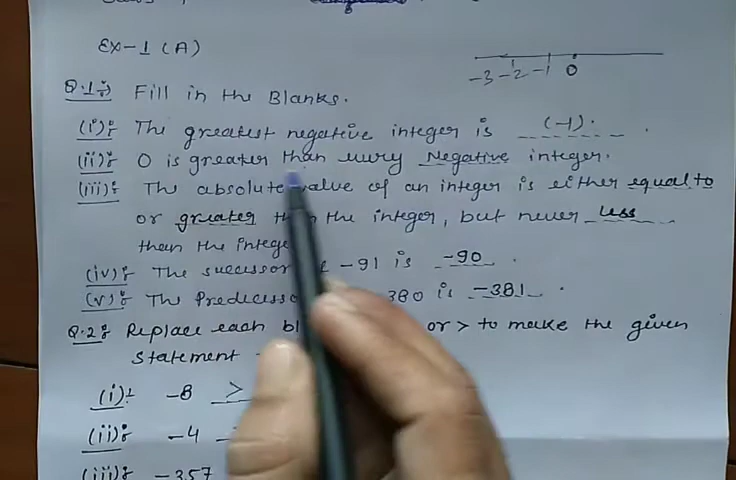 Ex-1 (A)
-3 -2 -1 0
Q.1 Fill in the Blanks.
(i) The greatest negative integer is (-1).
(ii) 0 is greater than every Negative integer.
(iii) The absolute value of an integer is either equal to
or greater than the integer, but never less
than the
(iv) The successor -91 is -90.
(v) The 380 is -381.
Q.2 Replace each or > to make the given
statement
(i) -8 >
(ii) -4
(iii) -357